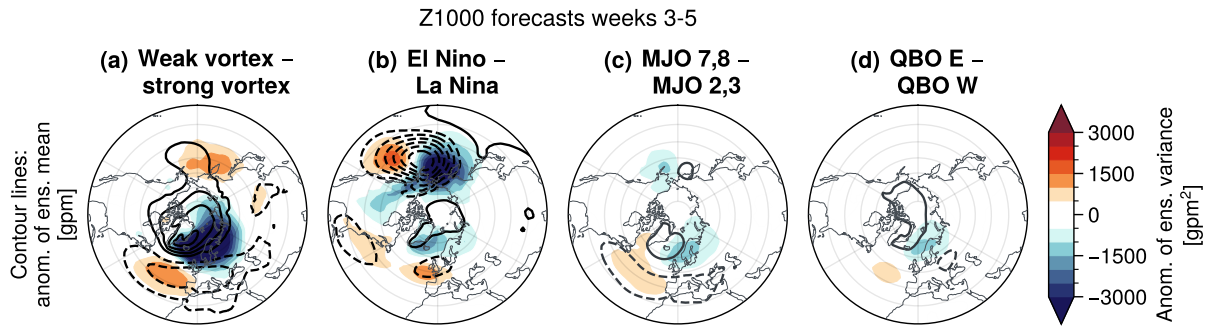 Z1000 forecasts weeks 3-5
(a) Weak vortex –
strong vortex
(b) El Nino –
La Nina
(c) MJO 7,8 –
MJO 2,3
(d) QBO E –
QBO W
Contour lines:
anom. of ens. mean
[gpm]
3000
1500
0
−1500
−3000
Anom. of ens. variance
[gpm²]